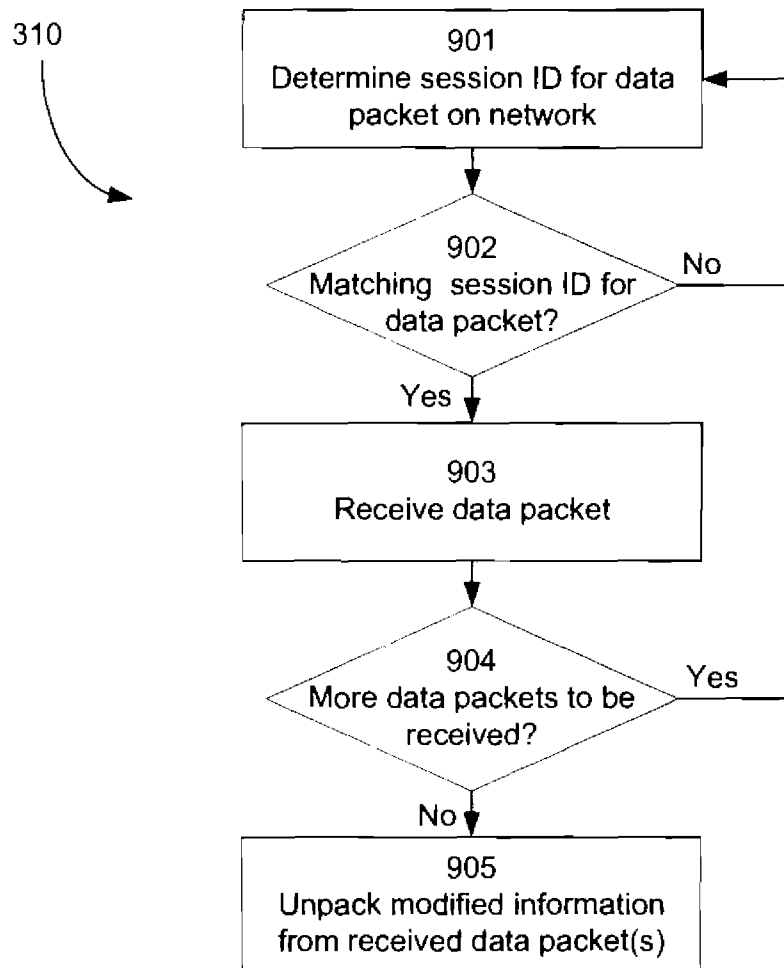 310
901
Determine session ID for data
packet on network
902
Matching session ID for
data packet?
No
Yes
903
Receive data packet
904
More data packets to be
received?
Yes
No
905
Unpack modified information
from received data packet(s)